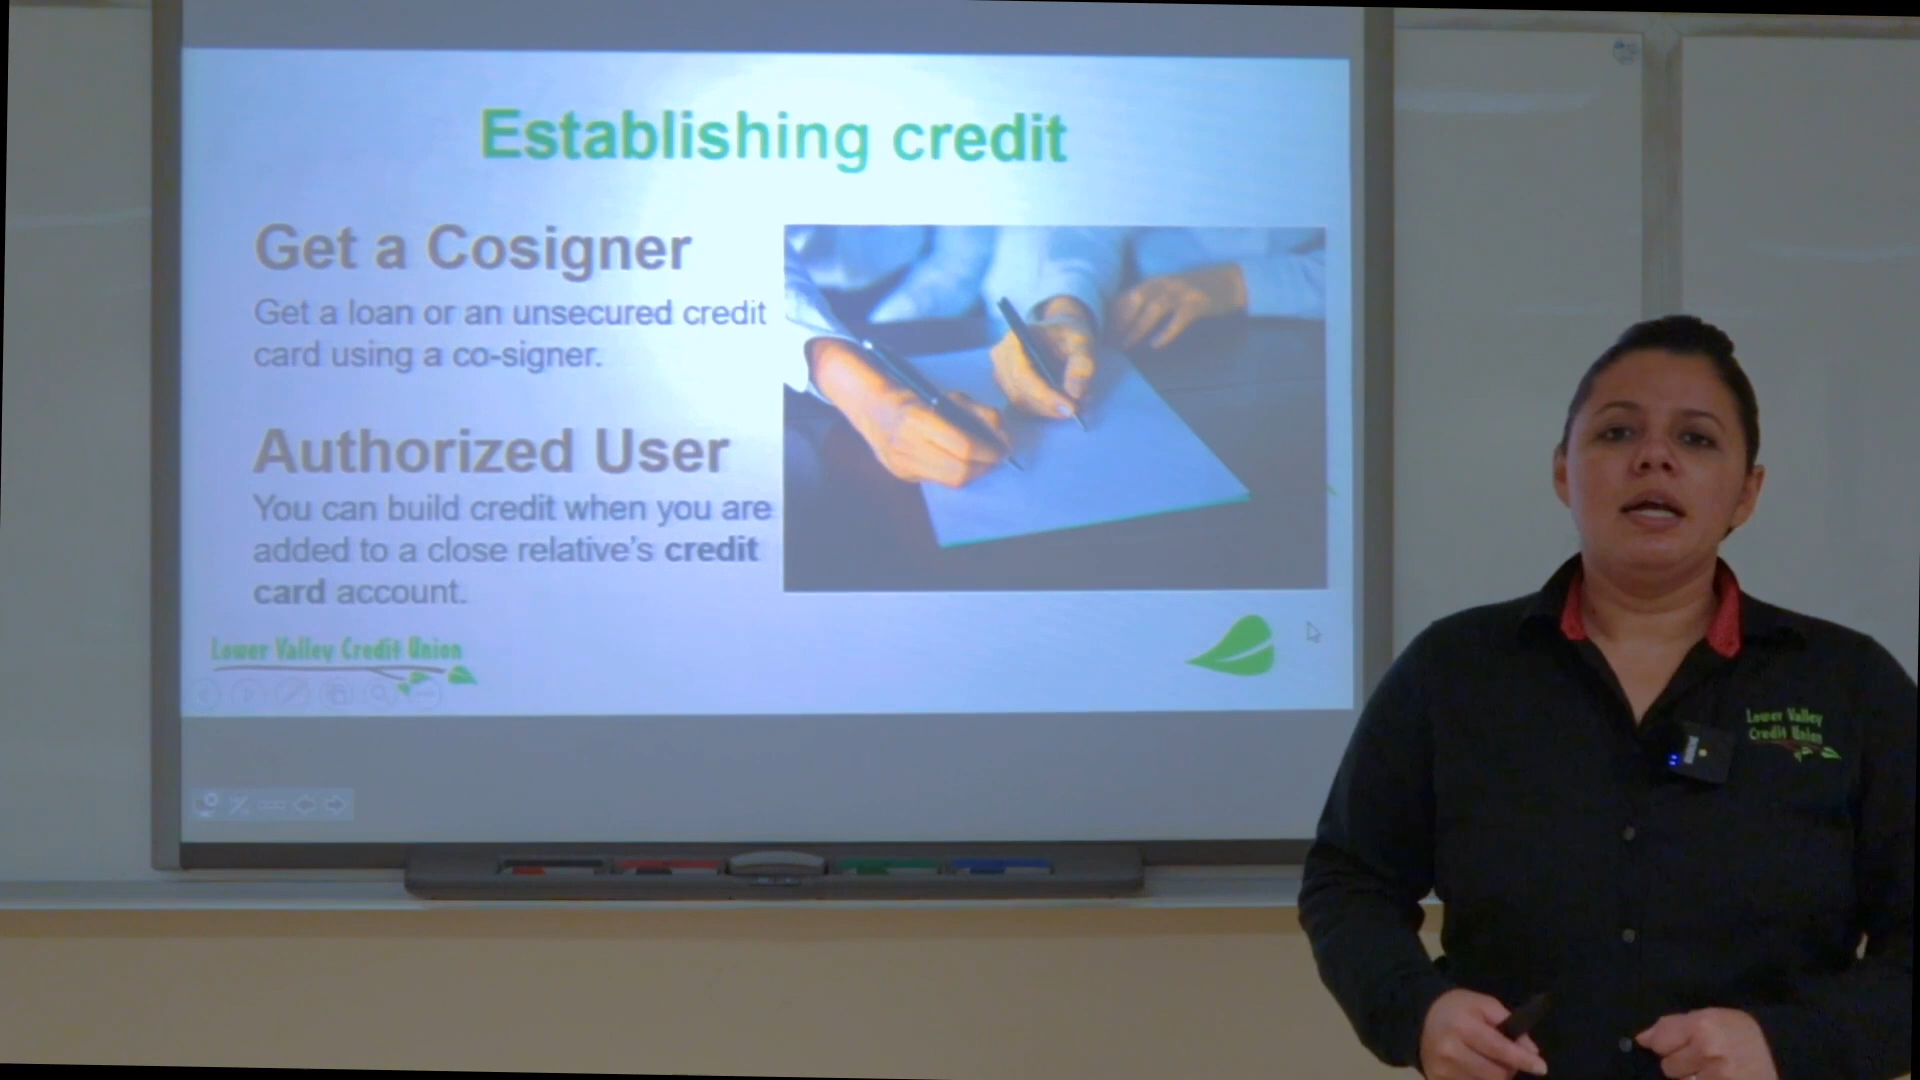 Establishing credit
Get a Cosigner
Get a loan or an unsecured credit
card using a co-signer.
Authorized User
You can build credit when you are
added to a close relative's credit
card account.
Lower Valley Credit Union
Lower Valley
Credit Union